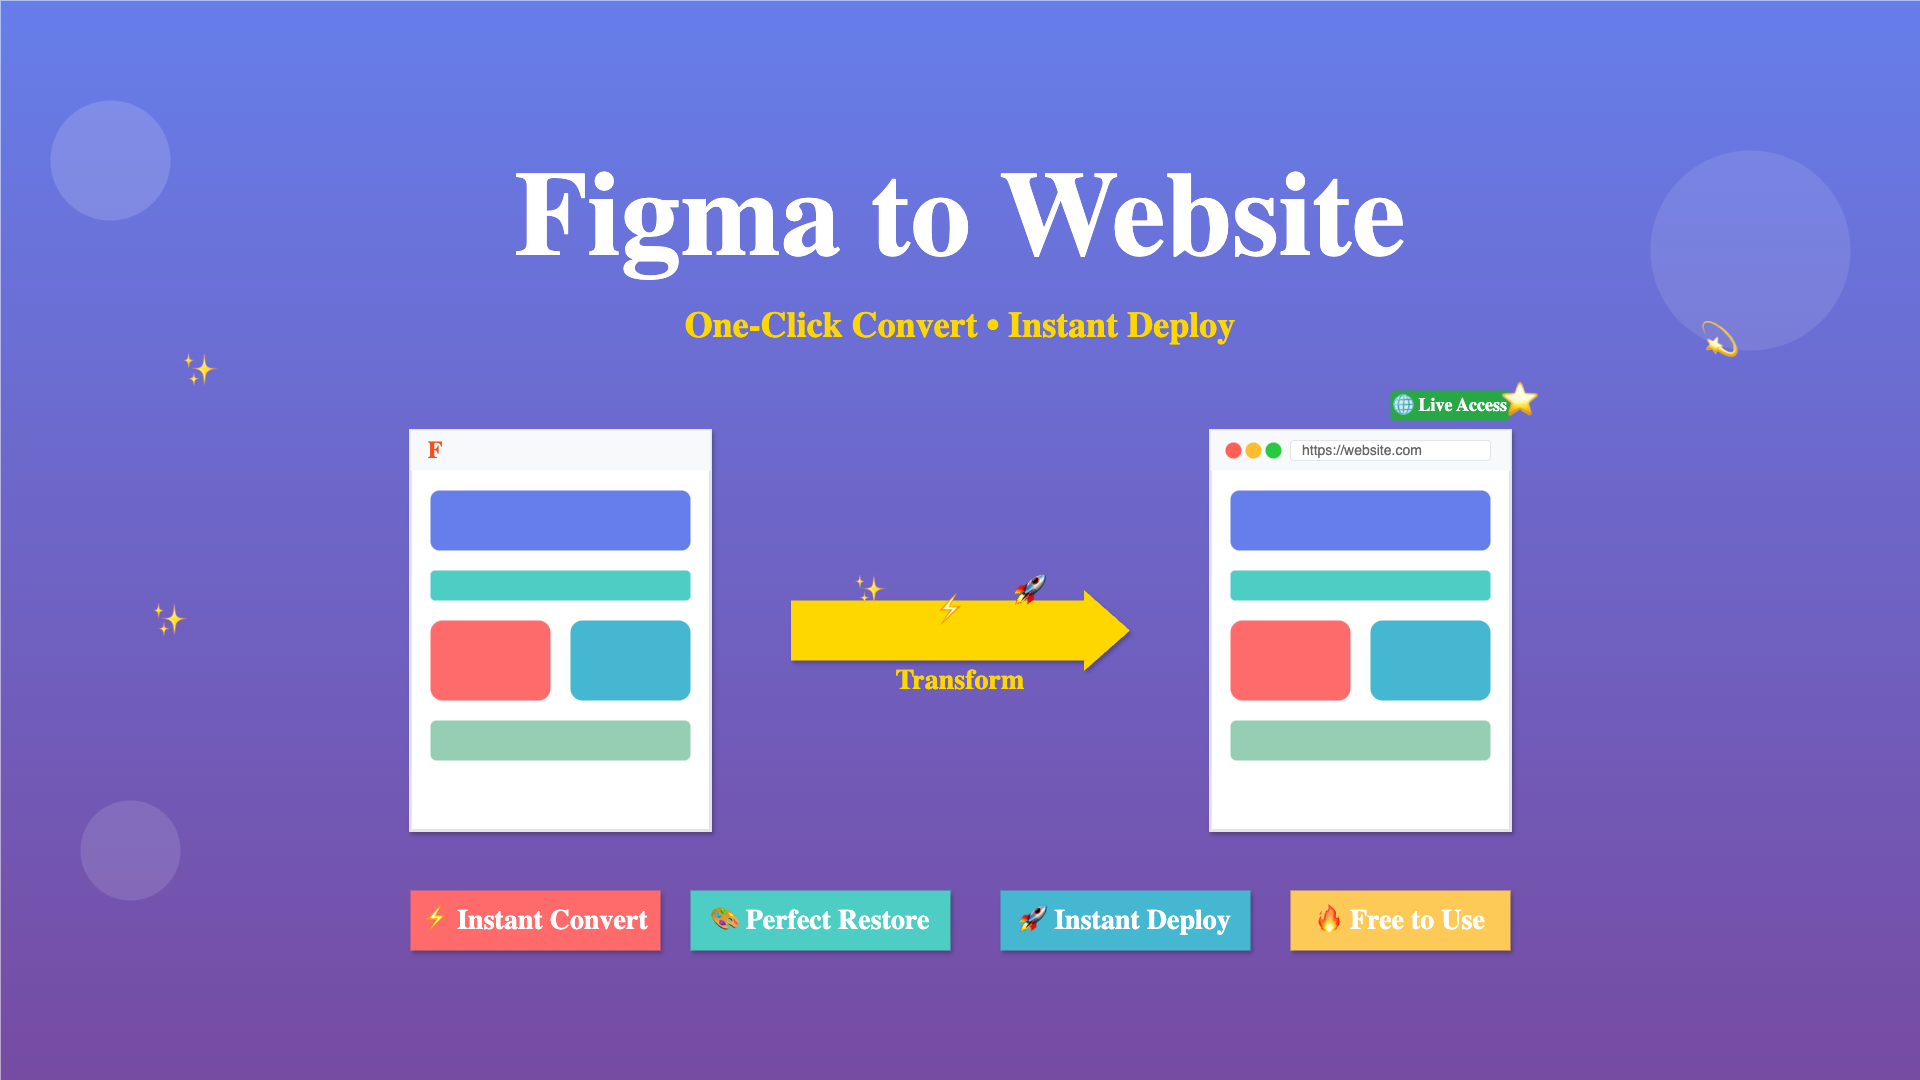 Figma to Website
One-Click Convert • Instant Deploy
🌐 Live Access
F
https://website.com
Transform
⚡ Instant Convert
🎨 Perfect Restore
🚀 Instant Deploy
🔥 Free to Use